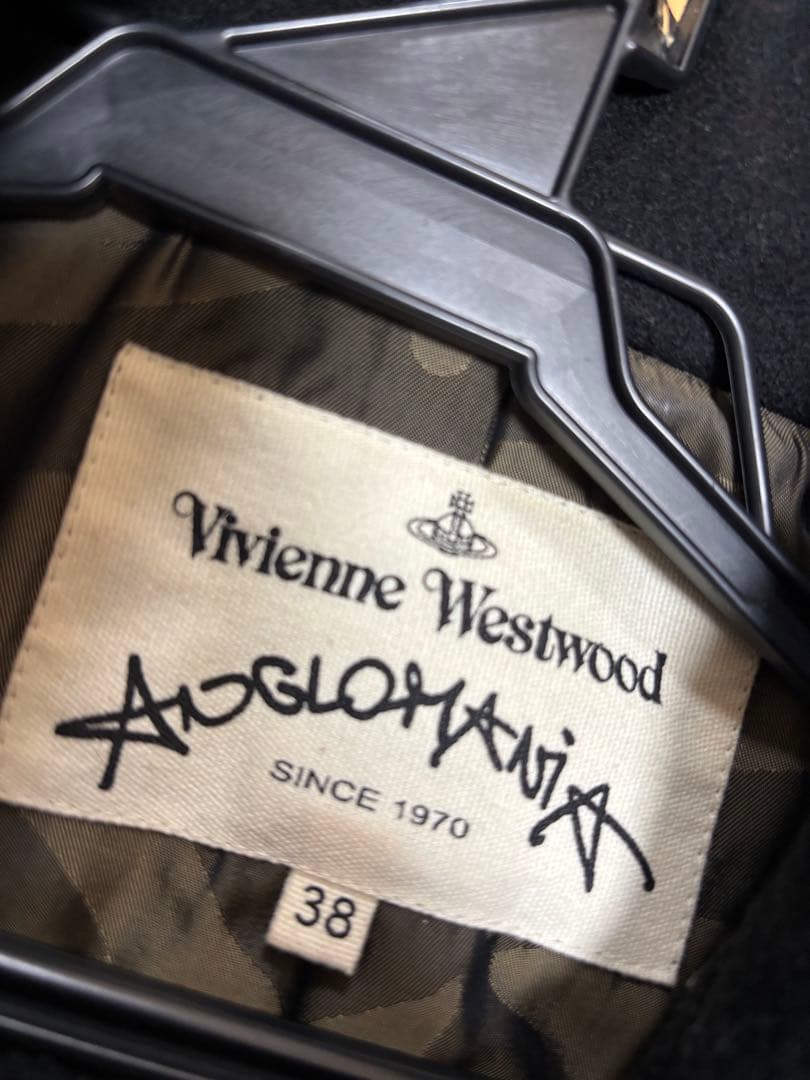 Vivienne Westwood
ANGLOMANiA
SINCE 1970
38